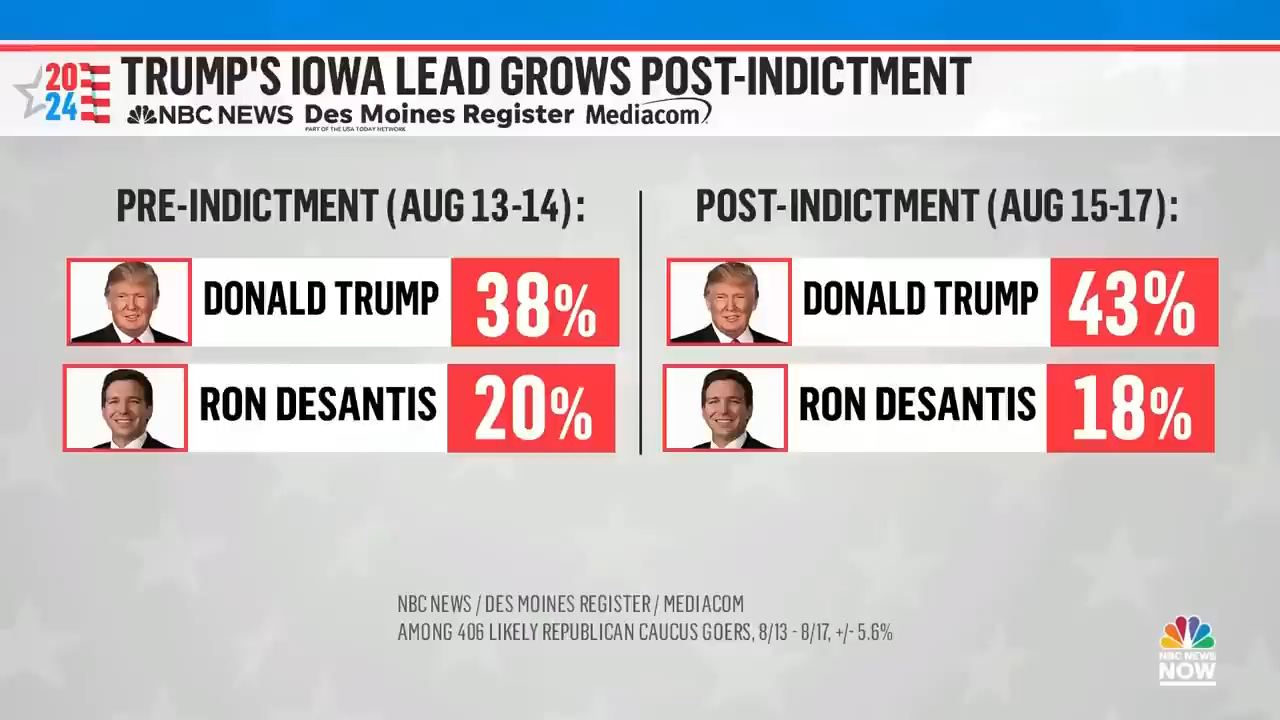 2024
TRUMP'S IOWA LEAD GROWS POST-INDICTMENT
NBC NEWS Des Moines Register Mediacom
PART OF THE USA TODAY NETWORK
PRE-INDICTMENT (AUG 13-14):
DONALD TRUMP 38%
RON DESANTIS 20%
POST-INDICTMENT (AUG 15-17):
DONALD TRUMP 43%
RON DESANTIS 18%
NBC NEWS / DES MOINES REGISTER / MEDIACOM
AMONG 406 LIKELY REPUBLICAN CAUCUS GOERS, 8/13 - 8/17, +/- 5.6%
NBC NEWS
NOW